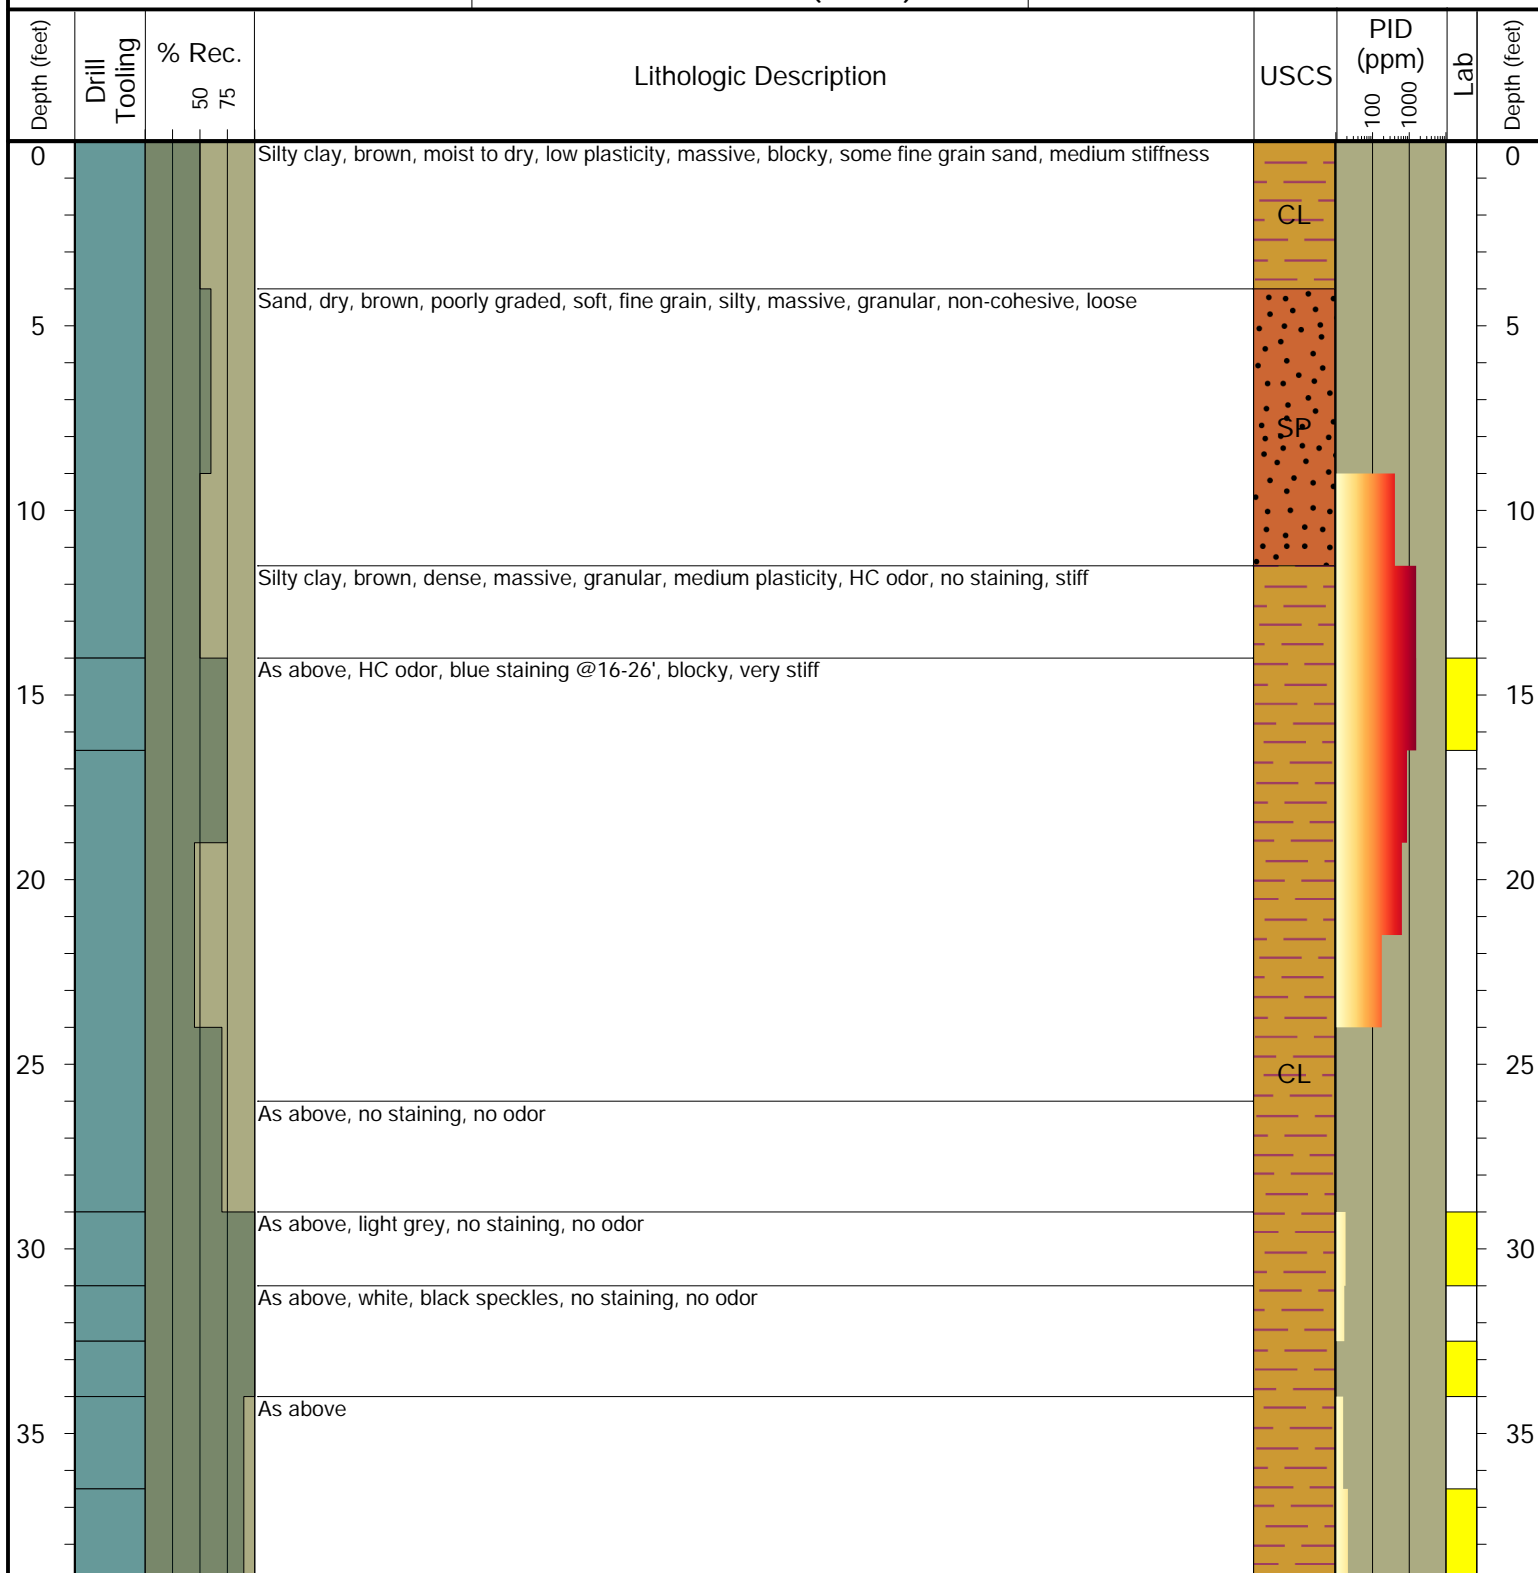 Depth (feet)
Drill Tooling
% Rec.
50
75
Lithologic Description
USCS
PID
(ppm)
100
1000
Lab
Depth (feet)
0
Silty clay, brown, moist to dry, low plasticity, massive, blocky, some fine grain sand, medium stiffness
0
CL
Sand, dry, brown, poorly graded, soft, fine grain, silty, massive, granular, non-cohesive, loose
5
5
SP
10
10
Silty clay, brown, dense, massive, granular, medium plasticity, HC odor, no staining, stiff
As above, HC odor, blue staining @16-26', blocky, very stiff
15
15
20
20
25
25
CL
As above, no staining, no odor
As above, light grey, no staining, no odor
30
30
As above, white, black speckles, no staining, no odor
As above
35
35